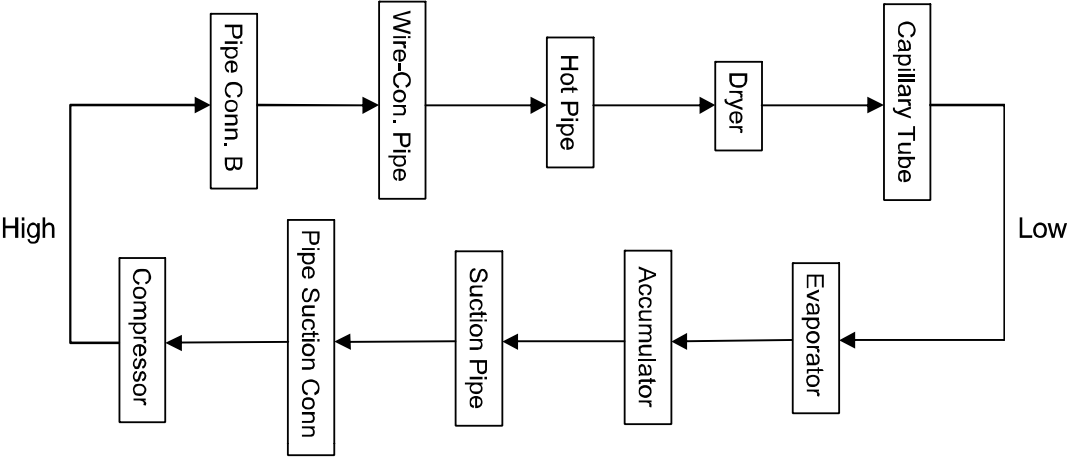 Pipe Conn. B
Wire-Con. Pipe
Hot Pipe
Dryer
Capillary Tube
High
Low
Compressor
Pipe Suction Conn
Suction Pipe
Accumulator
Evaporator